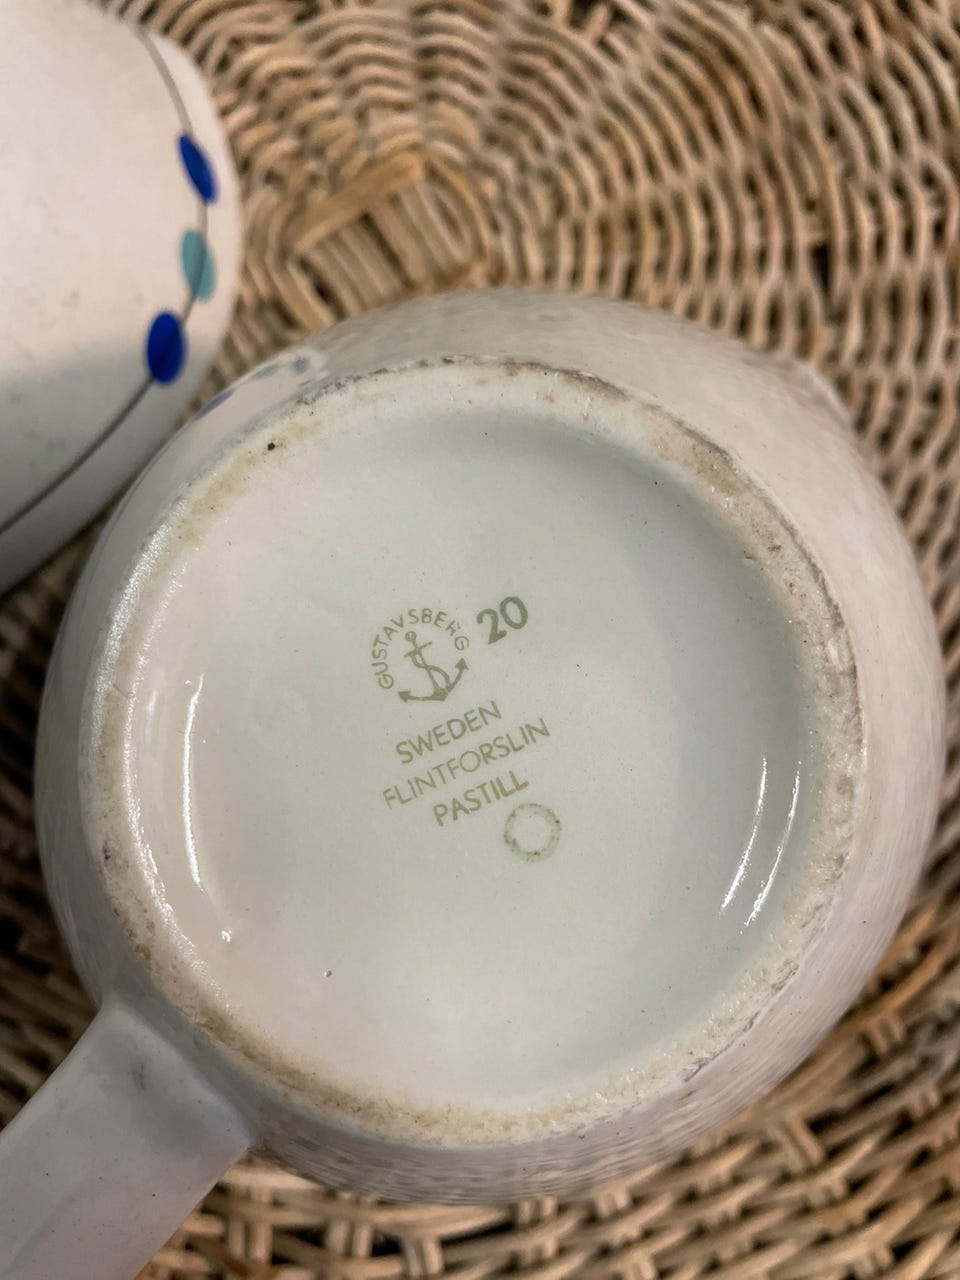 GUSTAVSBERG
20
SWEDEN
FLINTFORSLIN
PASTILL